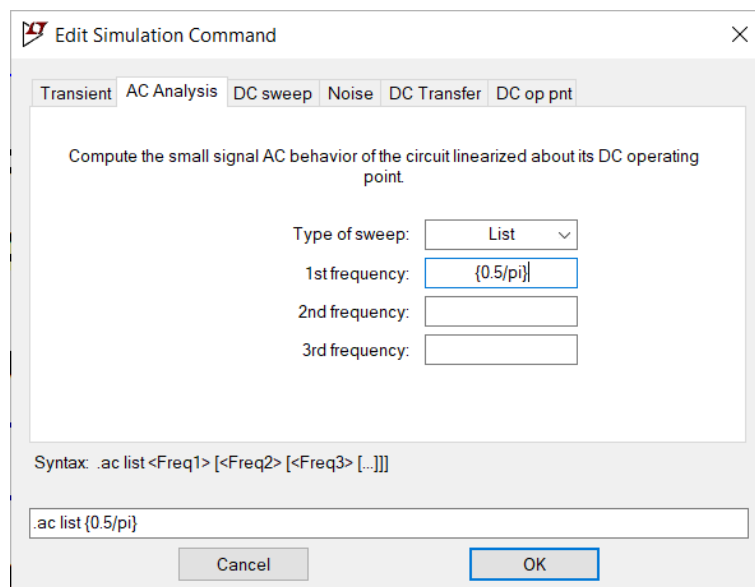 Edit Simulation Command
Transient AC Analysis DC sweep Noise DC Transfer DC op pnt
Compute the small signal AC behavior of the circuit linearized about its DC operating
point.
Type of sweep: List
1st frequency: {0.5/pi}
2nd frequency:
3rd frequency:
Syntax: .ac list <Freq1> [<Freq2> [<Freq3> [...]]]
.ac list {0.5/pi}
Cancel OK